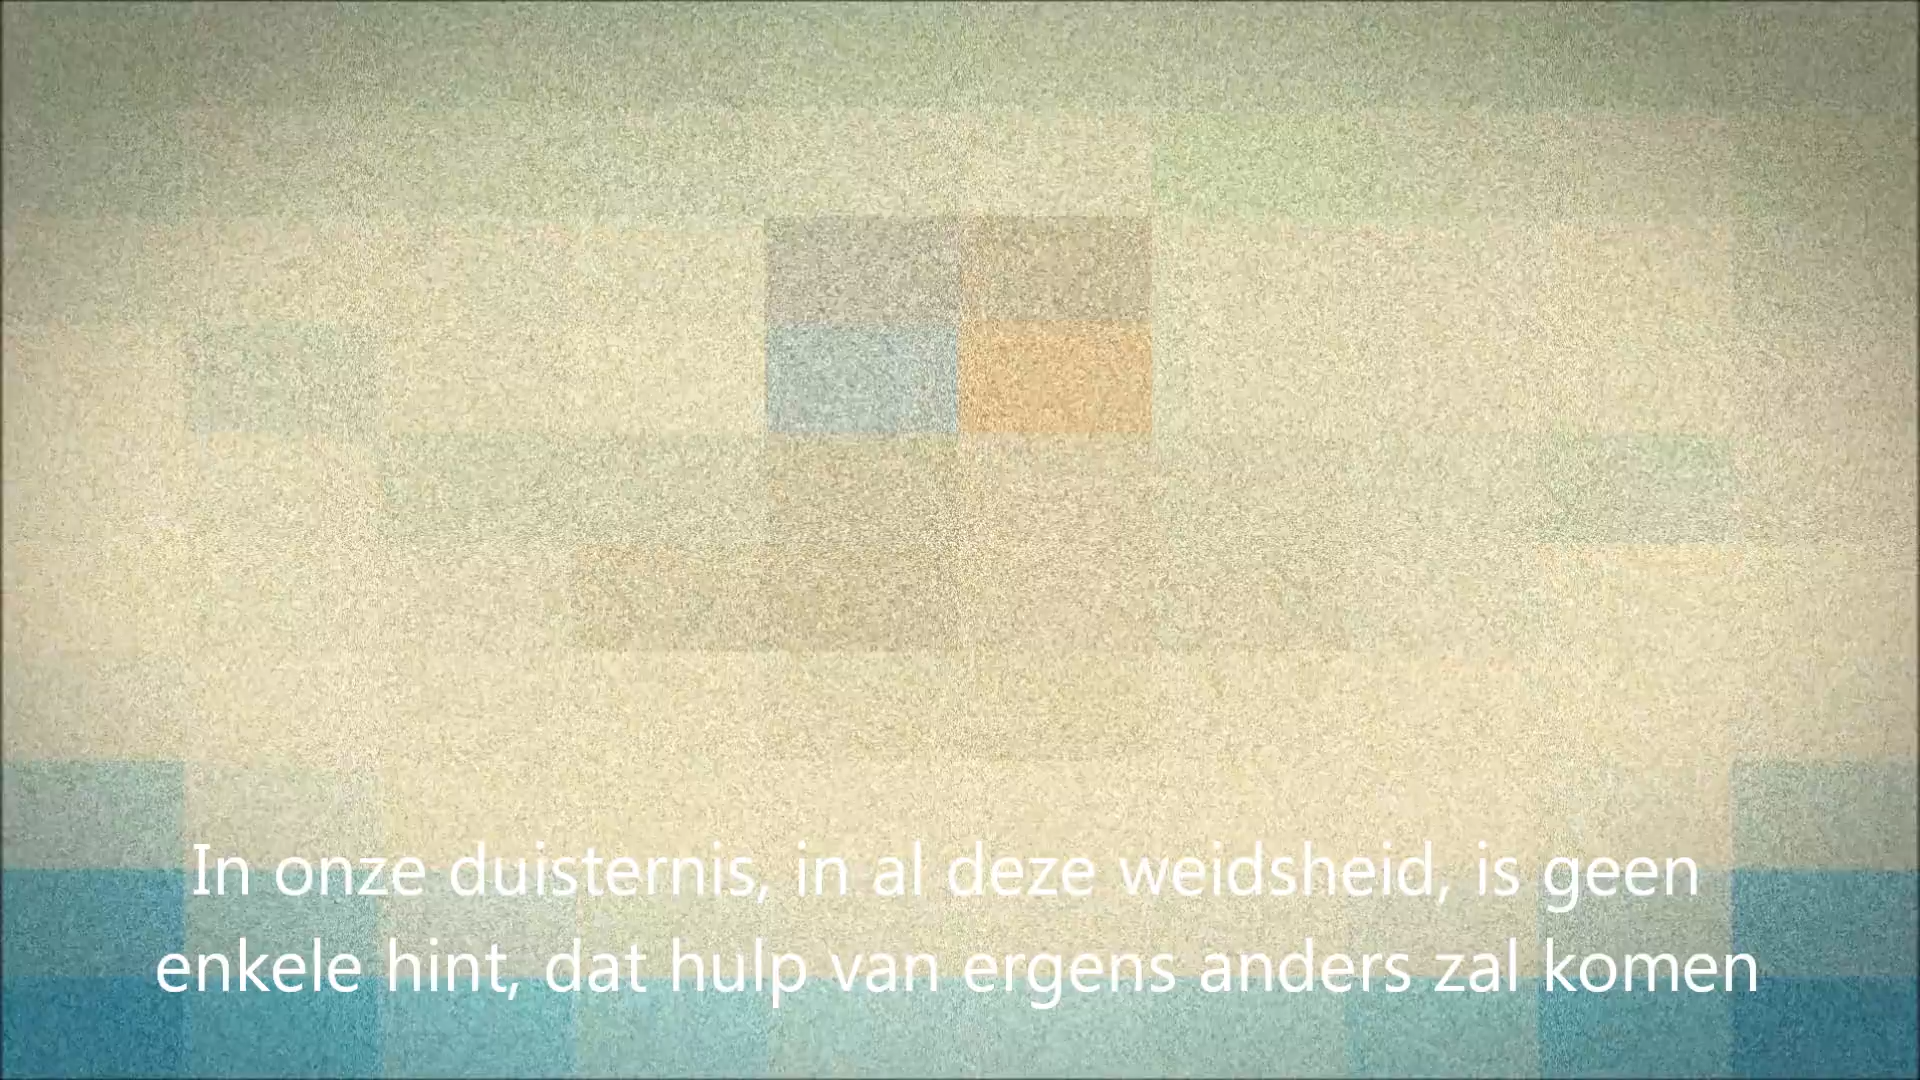 In onze duisternis, in al deze weidsheid, is geen
enkele hint, dat hulp van ergens anders zal komen